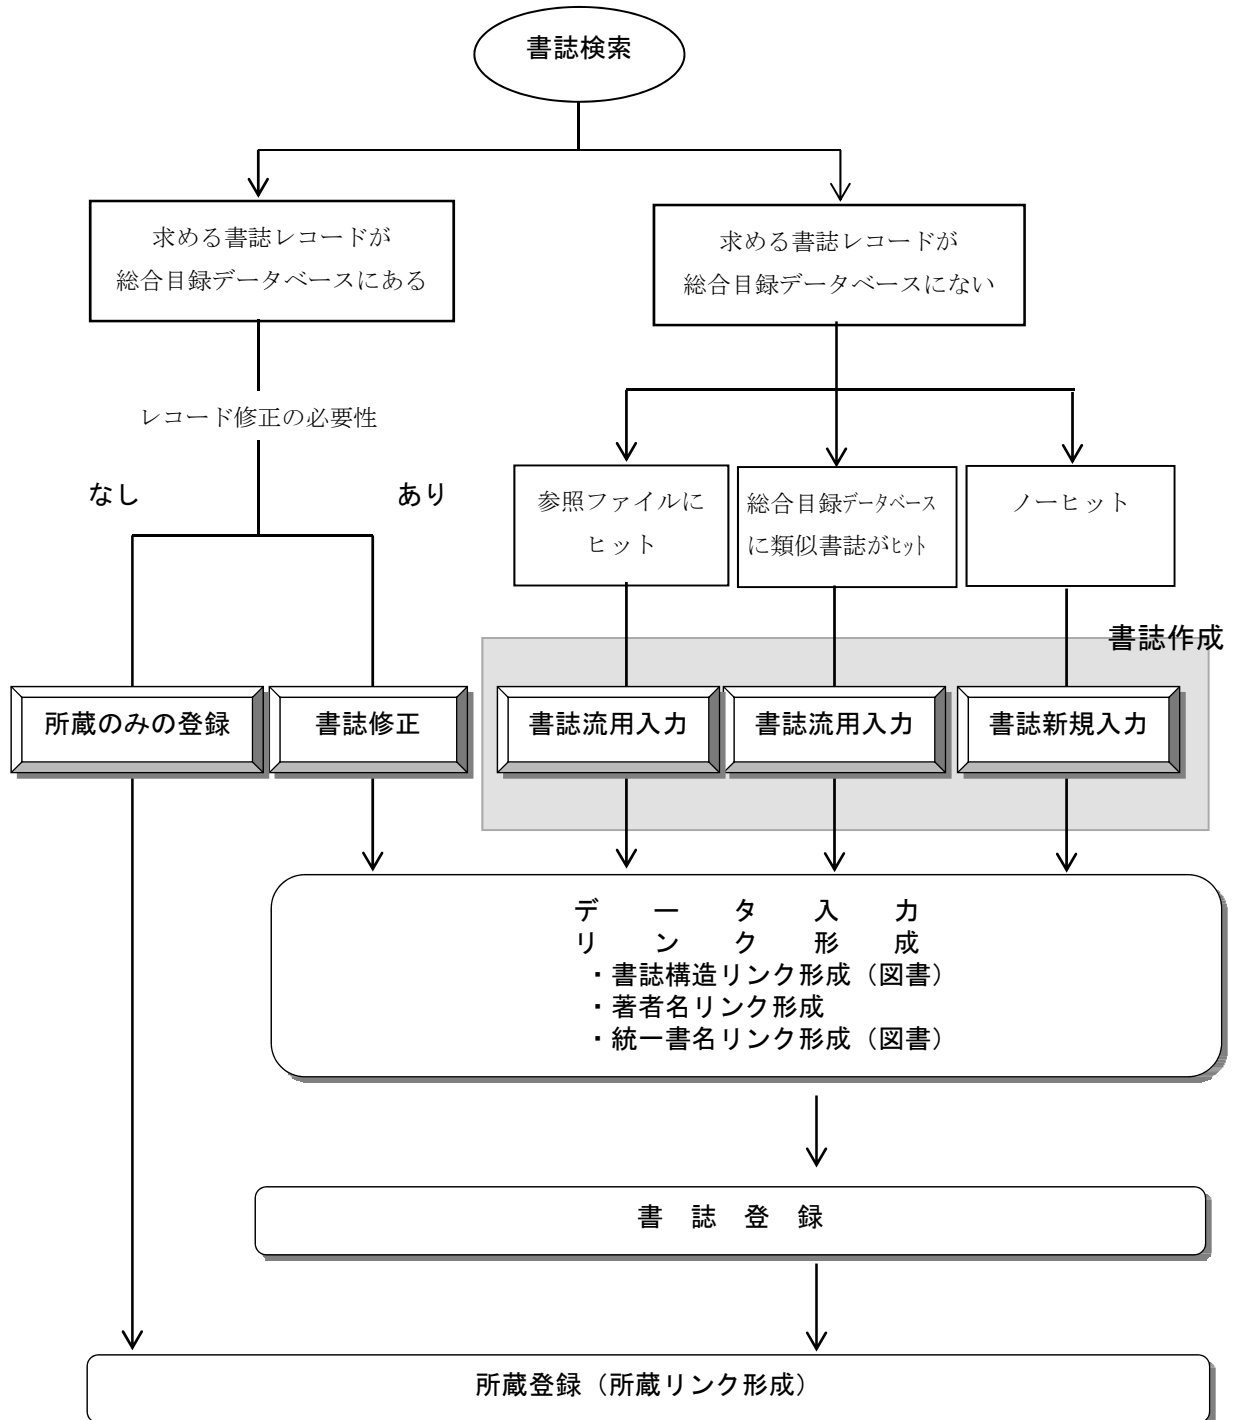 書誌検索
求める書誌レコードが
総合目録データベースにある
求める書誌レコードが
総合目録データベースにない
レコード修正の必要性
なし
あり
参照ファイルに
ヒット
総合目録データベース
に類似書誌がヒット
ノーヒット
書誌作成
所蔵のみの登録
書誌修正
書誌流用入力
書誌流用入力
書誌新規入力
データ入力
リンク形成
・書誌構造リンク形成（図書）
・著者名リンク形成
・統一書名リンク形成（図書）
書誌登録
所蔵登録（所蔵リンク形成）